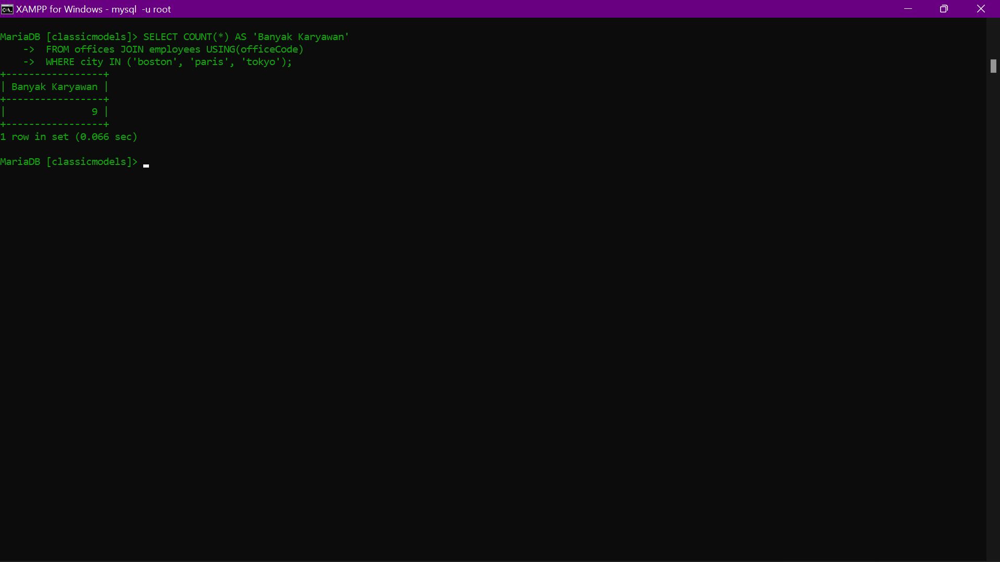 XAMPP for Windows - mysql  -u root
MariaDB [classicmodels]> SELECT COUNT(*) AS 'Banyak Karyawan'
    ->  FROM offices JOIN employees USING(officeCode)
    ->  WHERE city IN ('boston', 'paris', 'tokyo');
+-----------------+
| Banyak Karyawan |
+-----------------+
|               9 |
+-----------------+
1 row in set (0.066 sec)
MariaDB [classicmodels]>